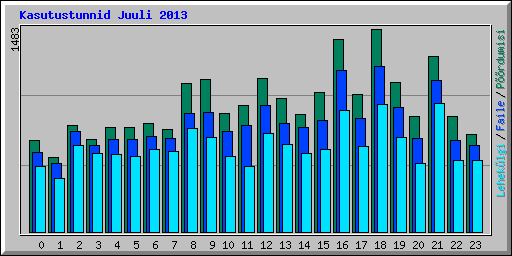 Kasutustunnid Juuli 2013
1483
Lehekülgi / Faile / Pöördumisi
0 1 2 3 4 5 6 7 8 9 10 11 12 13 14 15 16 17 18 19 20 21 22 23